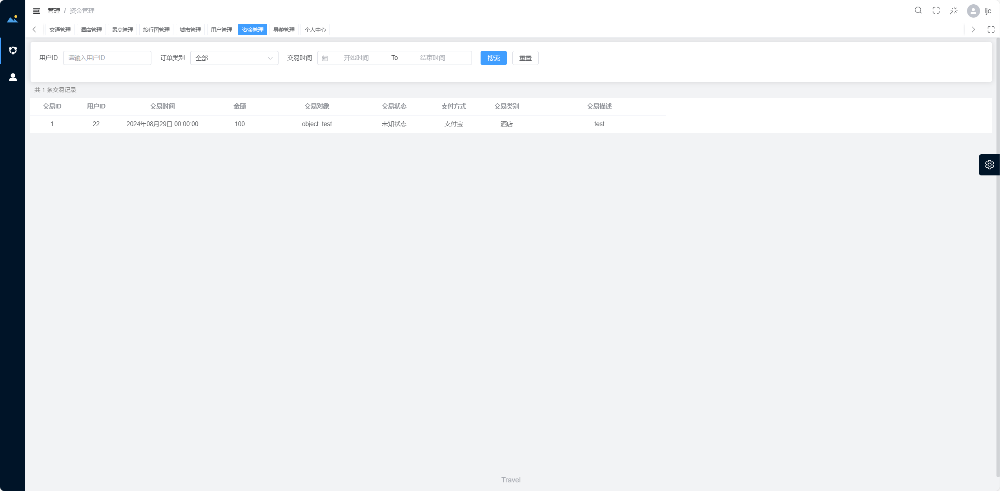 管理 / 资金管理
ljc
交通管理 酒店管理 景点管理 旅行团管理 城市管理 用户管理 资金管理 导游管理 个人中心
用户ID 请输入用户ID 订单类别 全部 交易时间 开始时间 To 结束时间 搜索 重置
共 1 条交易记录
交易ID 用户ID 交易时间 金额 交易对象 交易状态 支付方式 交易类别 交易描述
1 22 2024年08月29日 00:00:00 100 object_test 未知状态 支付宝 酒店 test
Travel